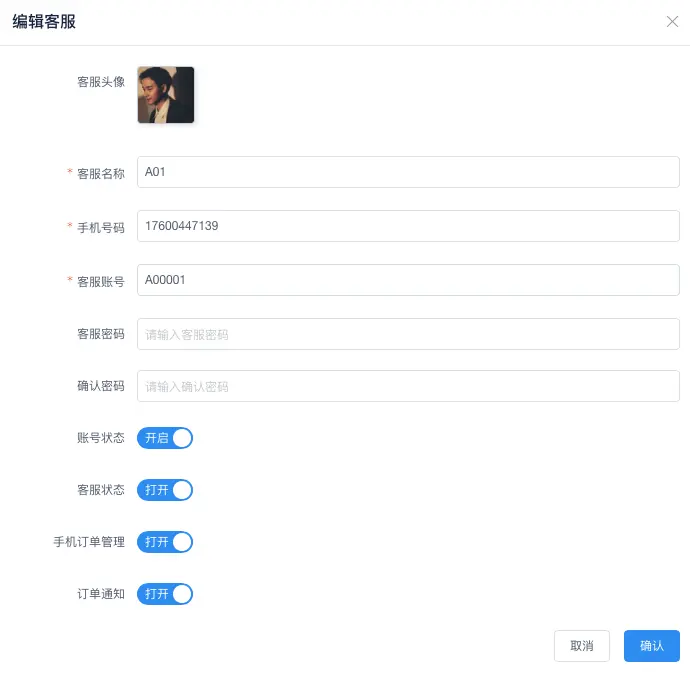 编辑客服
客服头像
* 客服名称 A01
* 手机号码 17600447139
* 客服账号 A00001
客服密码 请输入客服密码
确认密码 请输入确认密码
账号状态 开启
客服状态 打开
手机订单管理 打开
订单通知 打开
取消 确认